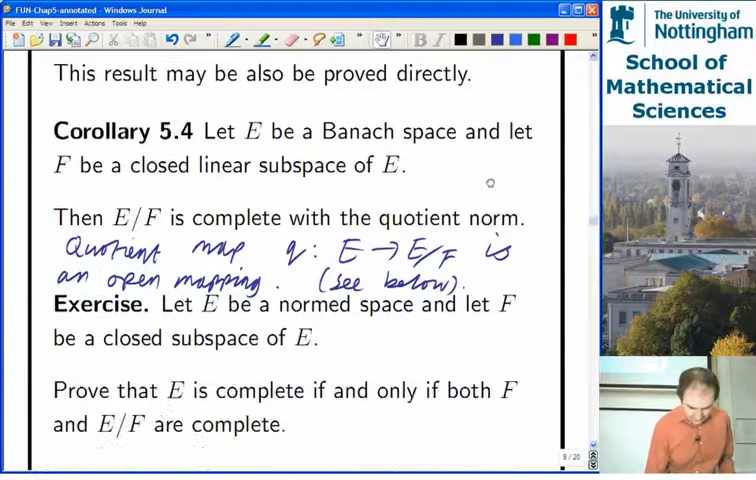 FUN-Chap5-annotated - Windows Journal
File Edit View Insert Actions Tools Help
This result may be also be proved directly.
Corollary 5.4 Let E be a Banach space and let
F be a closed linear subspace of E.
Then E/F is complete with the quotient norm.
Quotient map q: E → E/F is
an open mapping. (see below).
Exercise. Let E be a normed space and let F
be a closed subspace of E.
Prove that E is complete if and only if both F
and E/F are complete.
9 / 20
The University of
Nottingham
School of
Mathematical
Sciences